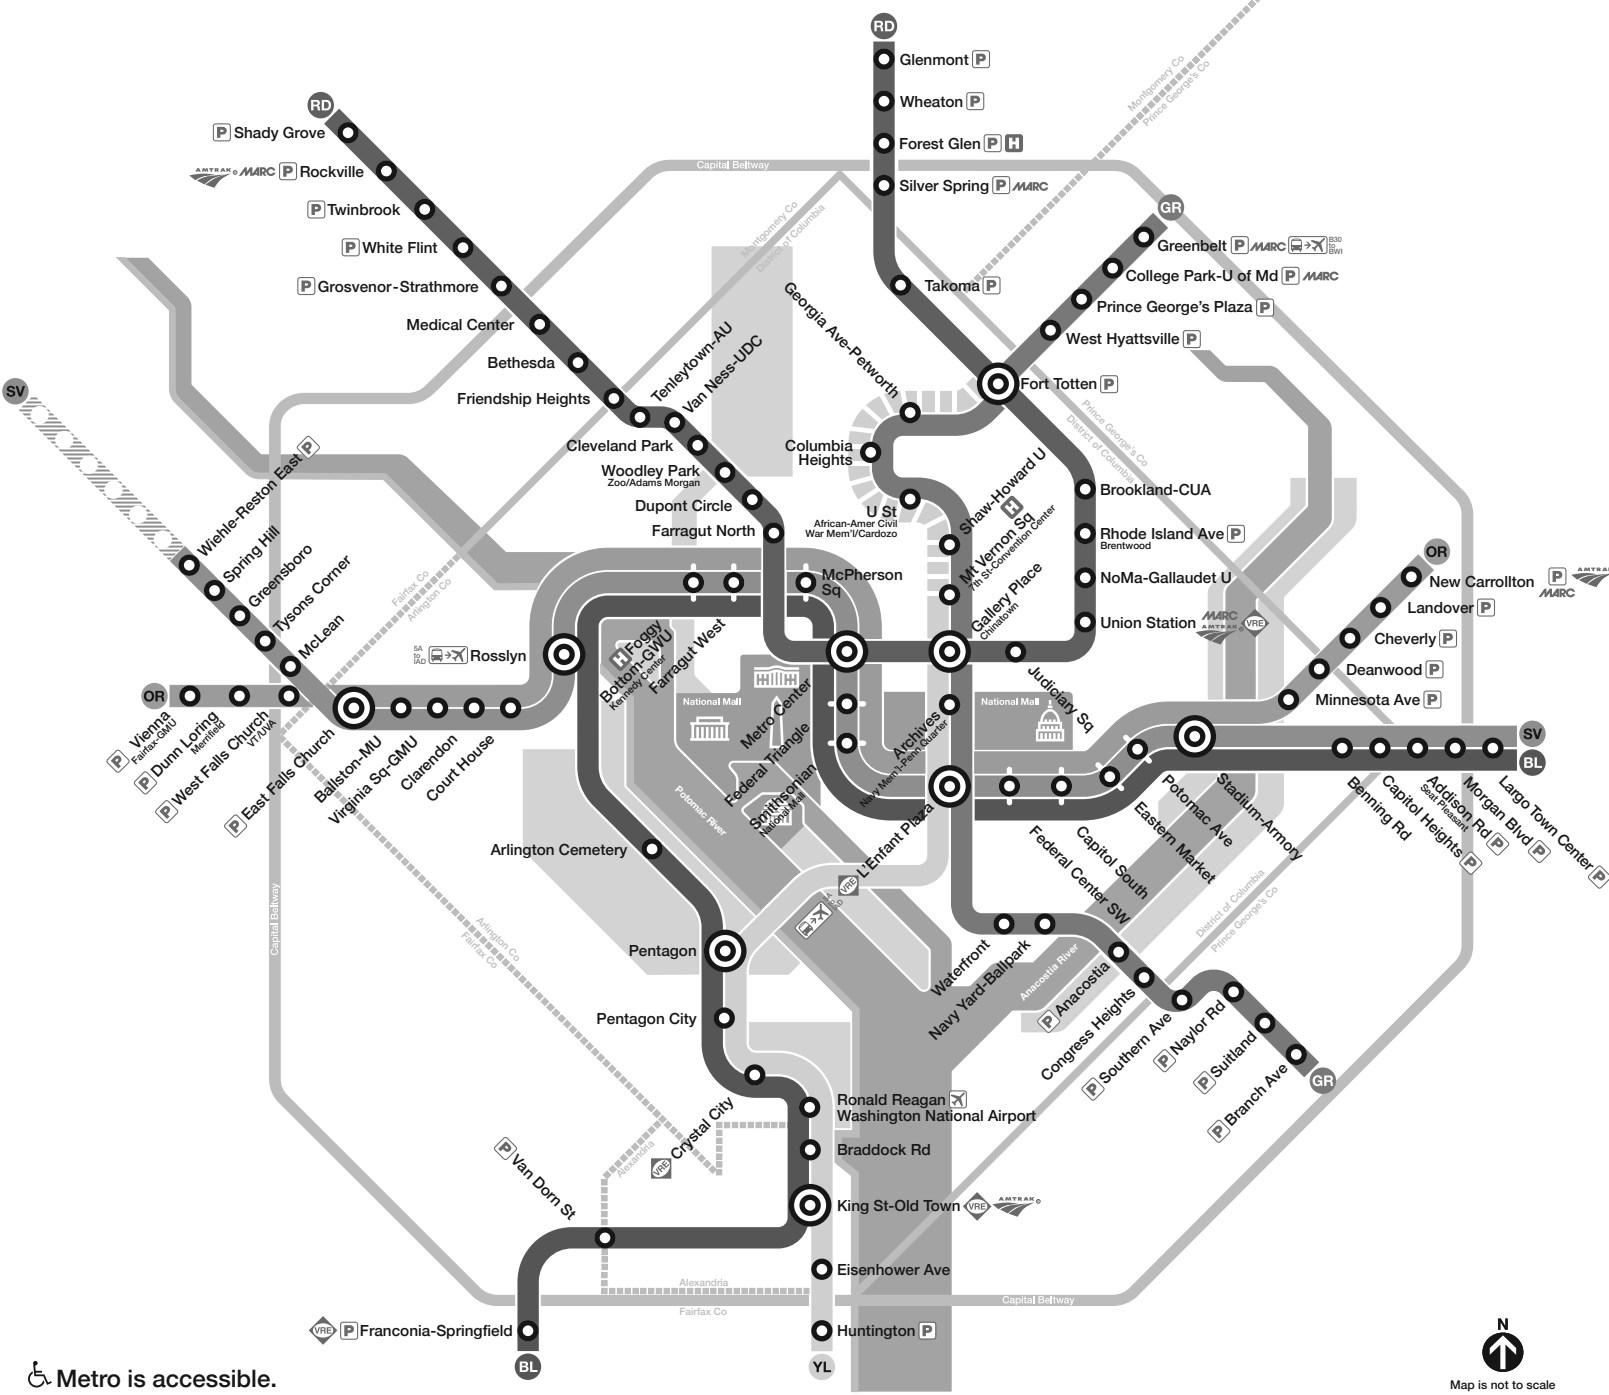 RD
Glenmont P
Wheaton P
Forest Glen P H
Silver Spring P MARC
Takoma P
RD
P Shady Grove
AMTRAK MARC P Rockville
P Twinbrook
P White Flint
P Grosvenor-Strathmore
Medical Center
Bethesda
Friendship Heights
Tenleytown-AU
Van Ness-UDC
Cleveland Park
Woodley Park
Zoo/Adams Morgan
Dupont Circle
Farragut North
Capital Beltway
Montgomery Co
Prince George's Co
Montgomery Co
District of Columbia
GR
Greenbelt P MARC B30
to
BWI
College Park-U of Md P MARC
Prince George's Plaza P
West Hyattsville P
Fort Totten P
Georgia Ave-Petworth
Columbia
Heights
U St
African-Amer Civil
War Mem'l/Cardozo
Shaw-Howard U
H
Mt Vernon Sq
7th St-Convention Center
Gallery Place
Chinatown
Prince George's Co
District of Columbia
Brookland-CUA
Rhode Island Ave P
Brentwood
NoMa-Gallaudet U
Union Station MARC
AMTRAK VRE
Judiciary Sq
SV
Wiehle-Reston East P
Spring Hill
Greensboro
Tysons Corner
McLean
Fairfax Co
Arlington Co
OR
Vienna
Fairfax-GMU
P
Dunn Loring
Merrifield
P
West Falls Church
VT/UVA
P
P East Falls Church
Ballston-MU
Virginia Sq-GMU
Clarendon
Court House
5A
to
IAD
Rosslyn
H
Foggy
Bottom-GWU
Kennedy Center
Farragut West
McPherson
Sq
Metro Center
Federal Triangle
Smithsonian
National Mall
National Mall
National Mall
Archives
Navy Mem'l-Penn Quarter
L'Enfant Plaza
VRE
Potomac River
OR
New Carrollton P AMTRAK
MARC
Landover P
Cheverly P
Deanwood P
Minnesota Ave P
SV
BL
Stadium-Armory
Potomac Ave
Eastern Market
Capitol South
Federal Center SW
Benning Rd
Capitol Heights P
Addison Rd P
Seat Pleasant
Morgan Blvd P
Largo Town Center P
Arlington Cemetery
Pentagon
Pentagon City
VRE Crystal City
Ronald Reagan
Washington National Airport
Braddock Rd
King St-Old Town VRE AMTRAK
Eisenhower Ave
Huntington P
YL
P Van Dorn St
VRE P Franconia-Springfield
BL
Waterfront
Navy Yard-Ballpark
Anacostia River
P Anacostia
Congress Heights
P Southern Ave
P Naylor Rd
P Suitland
P Branch Ave
GR
District of Columbia
Prince George's Co
Capital Beltway
Arlington Co
Fairfax Co
Alexandria
Alexandria
Fairfax Co
Capital Beltway
Metro is accessible.
N
Map is not to scale